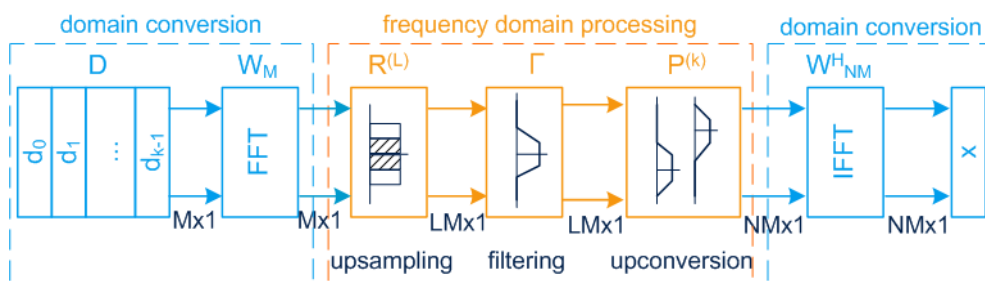 domain conversion frequency domain processing domain conversion
D W_M R^(L) Γ P^(k) W^H_NM
d_0 d_1 ... d_k-1 FFT IFFT x
Mx1 Mx1 LMx1 LMx1 NMx1 NMx1
upsampling filtering upconversion